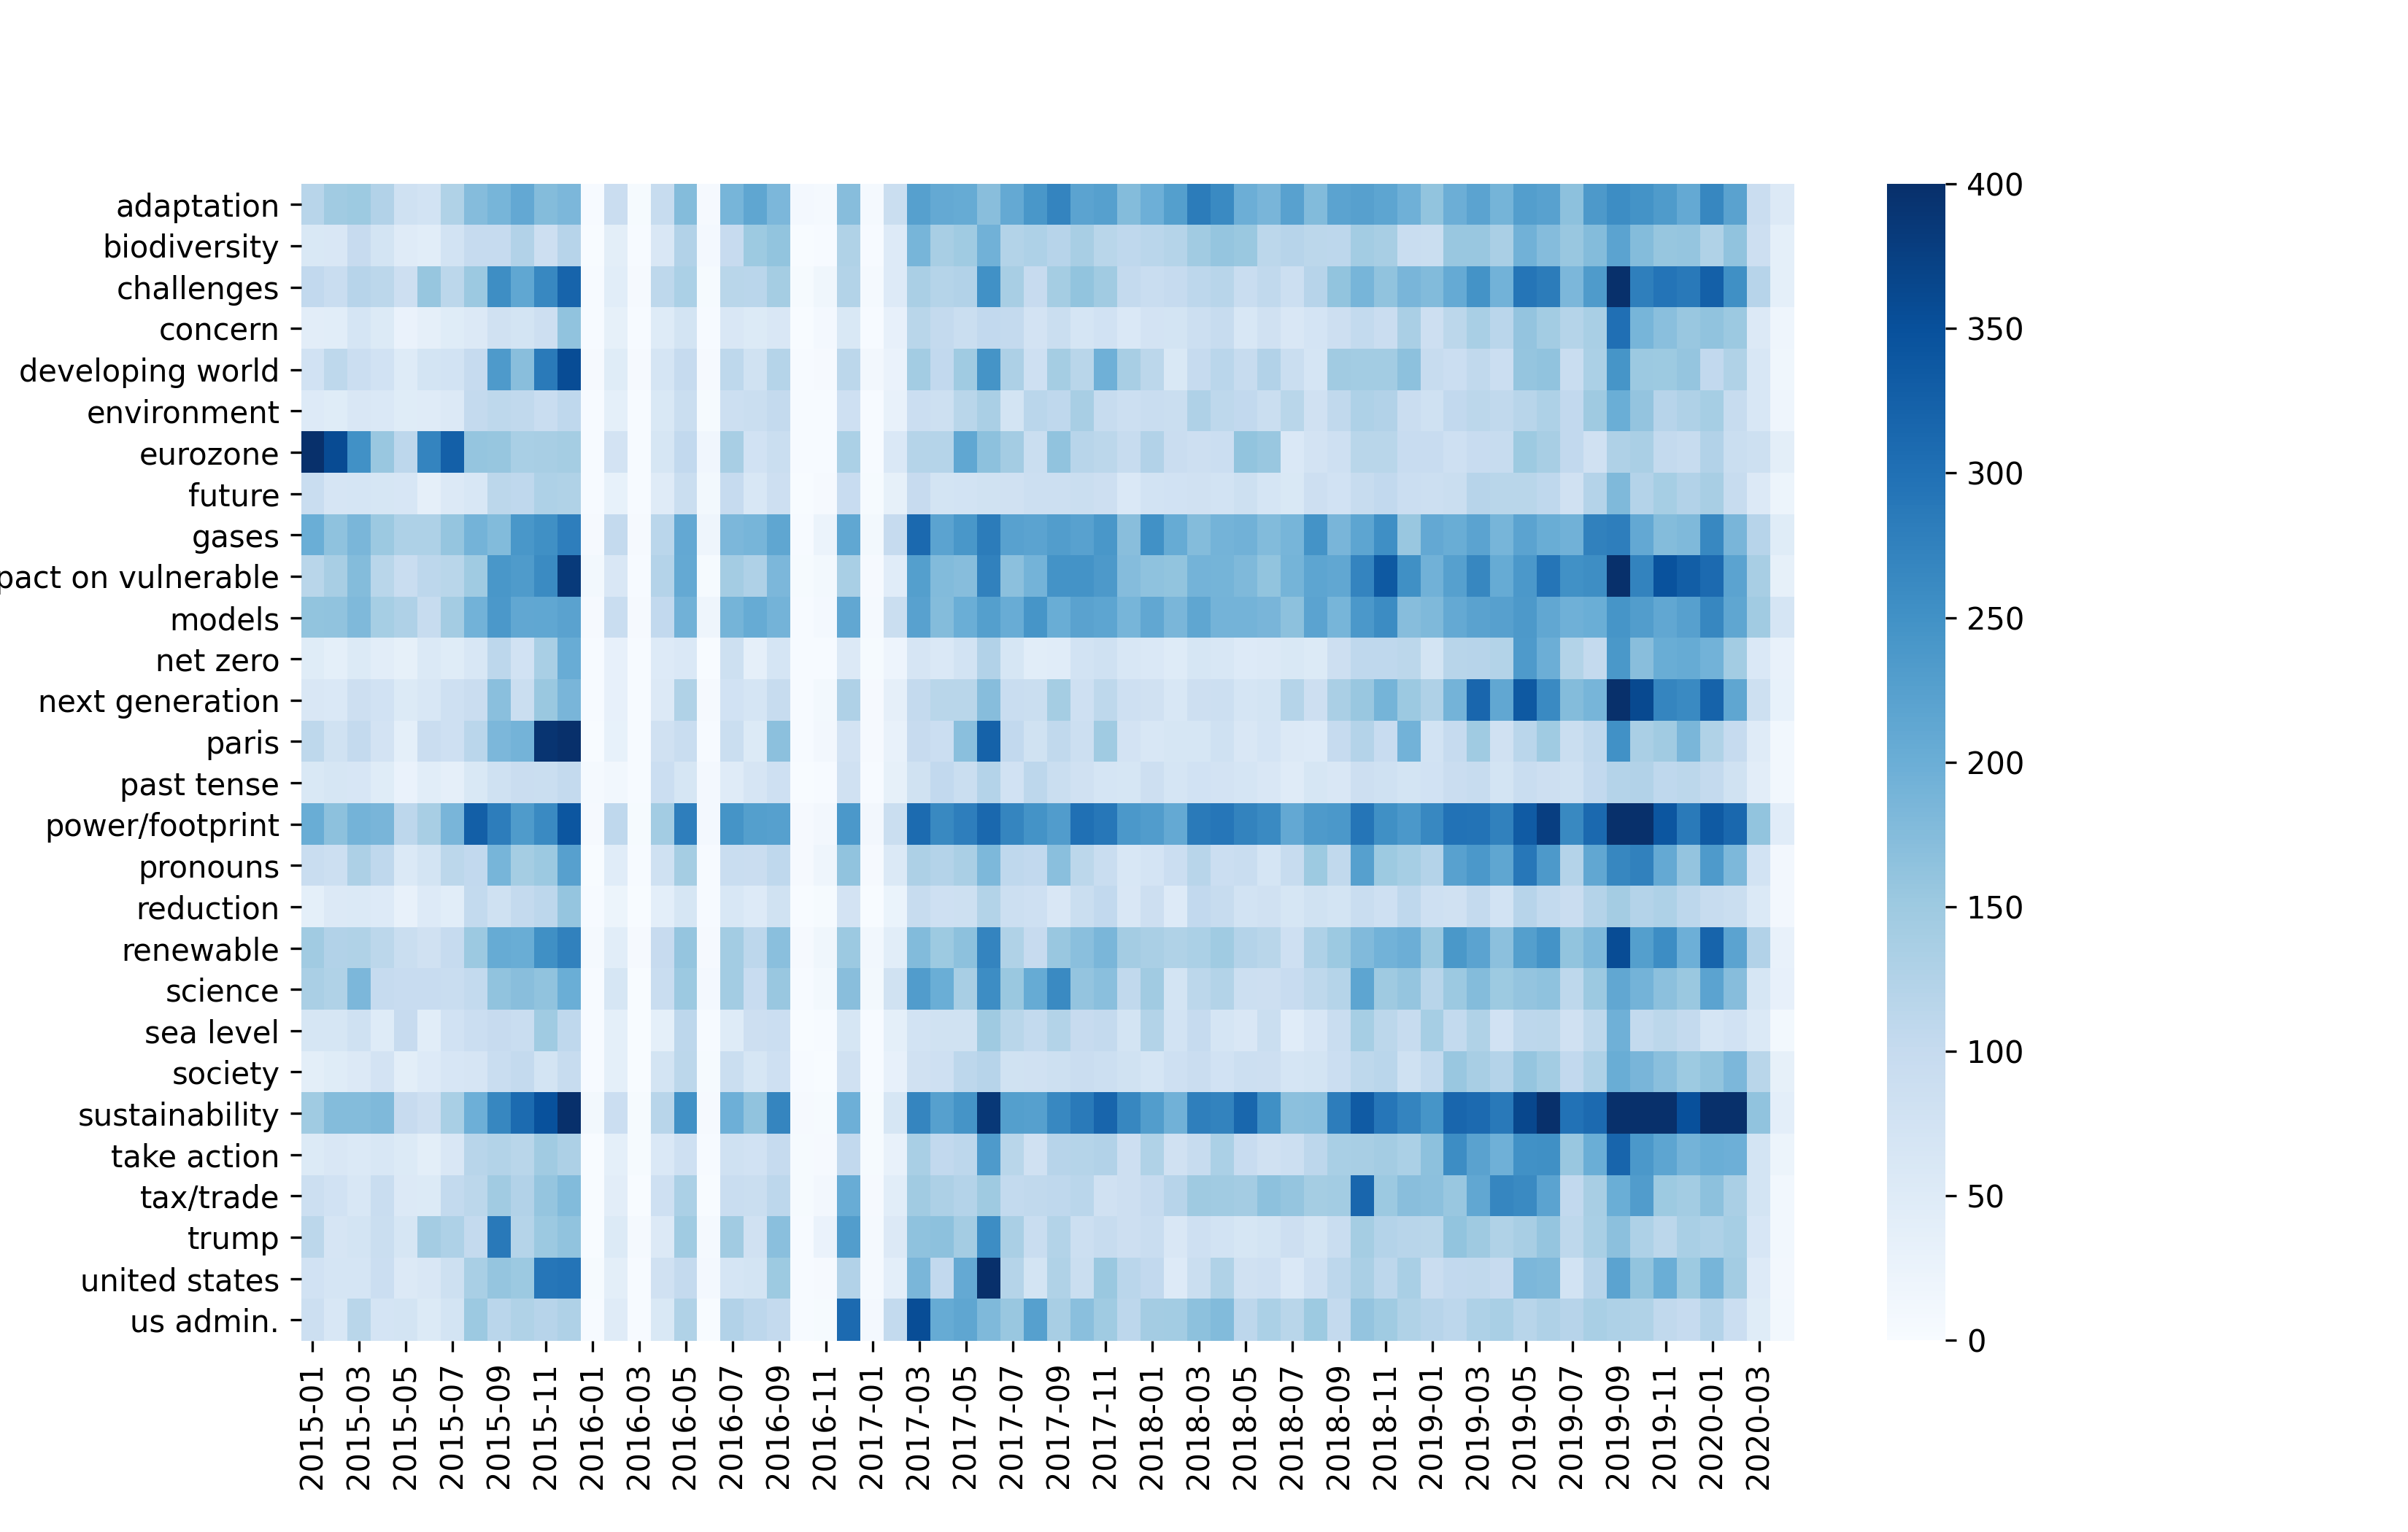 adaptation
biodiversity
challenges
concern
developing world
environment
eurozone
future
gases
pact on vulnerable
models
net zero
next generation
paris
past tense
power/footprint
pronouns
reduction
renewable
science
sea level
society
sustainability
take action
tax/trade
trump
united states
us admin.
2015-01
2015-03
2015-05
2015-07
2015-09
2015-11
2016-01
2016-03
2016-05
2016-07
2016-09
2016-11
2017-01
2017-03
2017-05
2017-07
2017-09
2017-11
2018-01
2018-03
2018-05
2018-07
2018-09
2018-11
2019-01
2019-03
2019-05
2019-07
2019-09
2019-11
2020-01
2020-03
400
350
300
250
200
150
100
50
0